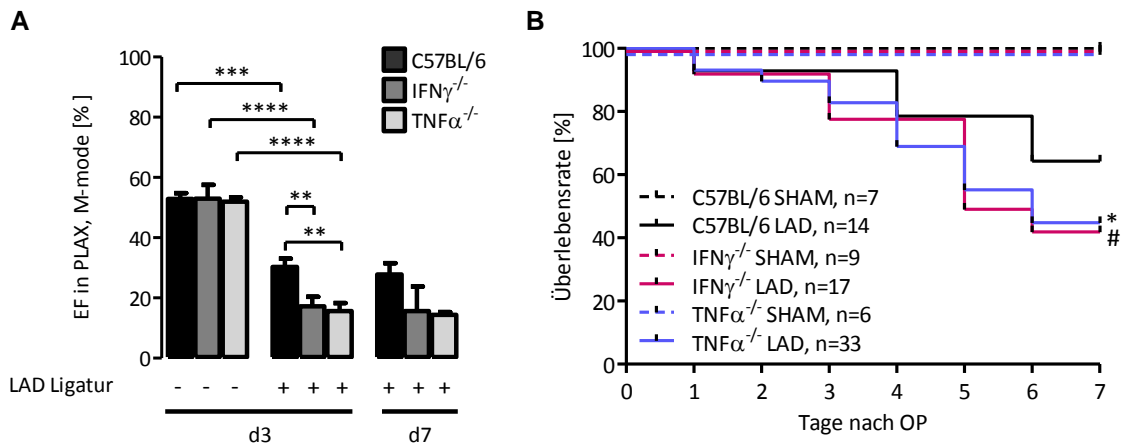 A
EF in PLAX, M-mode [%]
100
80
60
40
20
0
C57BL/6
IFNγ-/-
TNFα-/-
***
****
****
**
**
LAD Ligatur - - - + + + + + +
d3 d7
B
Überlebensrate [%]
100
80
60
40
20
0
C57BL/6 SHAM, n=7
C57BL/6 LAD, n=14
IFNγ-/- SHAM, n=9
IFNγ-/- LAD, n=17
TNFα-/- SHAM, n=6
TNFα-/- LAD, n=33
*
#
0 1 2 3 4 5 6 7
Tage nach OP